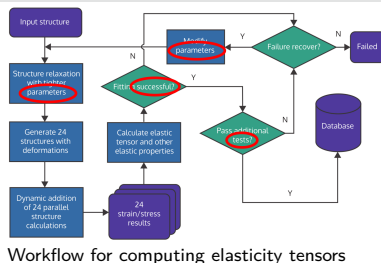 Input structure
Structure relaxation
with tighter
parameters
Generate 24
structures with
deformations
Dynamic addition
of 24 parallel
structure
calculations
24
strain/stress
results
Calculate elastic
tensor and other
elastic properties
Fitting successful?
N
Y
Modify
parameters
Y
Failure recover?
N
Failed
Pass additional
tests?
N
Y
Database
Workflow for computing elasticity tensors